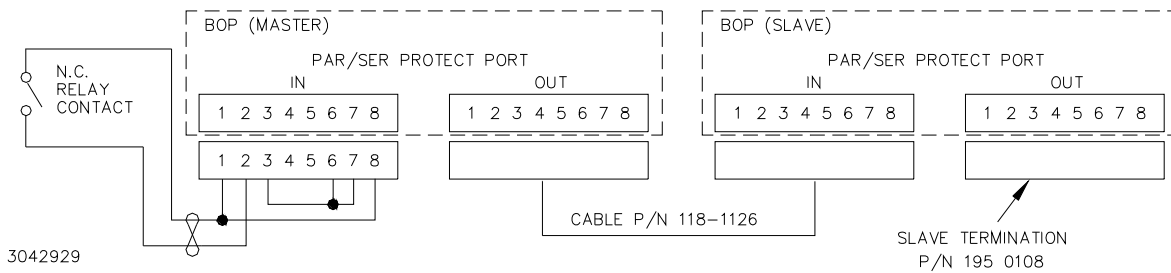 BOP (MASTER)
PAR/SER PROTECT PORT
IN
OUT
1 2 3 4 5 6 7 8
1 2 3 4 5 6 7 8
1 2 3 4 5 6 7 8
N.C.
RELAY
CONTACT
BOP (SLAVE)
PAR/SER PROTECT PORT
IN
OUT
1 2 3 4 5 6 7 8
1 2 3 4 5 6 7 8
CABLE P/N 118-1126
SLAVE TERMINATION
P/N 195 0108
3042929